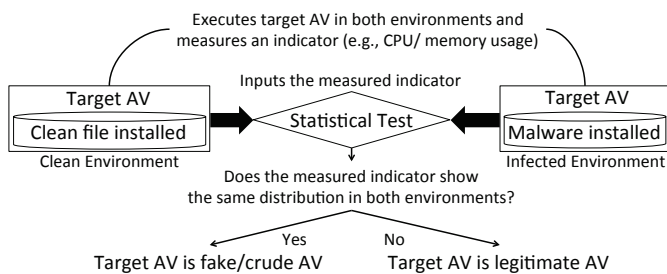 Executes target AV in both environments and
measures an indicator (e.g., CPU/ memory usage)
Inputs the measured indicator
Target AV
Clean file installed
Clean Environment
Statistical Test
Target AV
Malware installed
Infected Environment
Does the measured indicator show
the same distribution in both environments?
Yes
No
Target AV is fake/crude AV
Target AV is legitimate AV